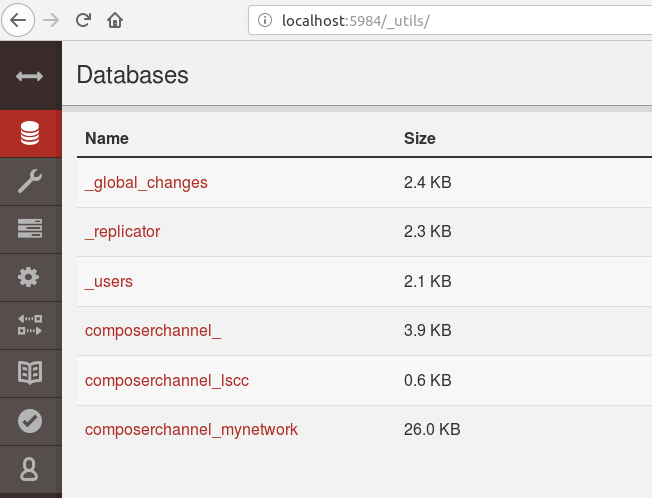 localhost:5984/_utils/
Databases
Name Size
_global_changes 2.4 KB
_replicator 2.3 KB
_users 2.1 KB
composerchannel_ 3.9 KB
composerchannel_lscc 0.6 KB
composerchannel_mynetwork 26.0 KB